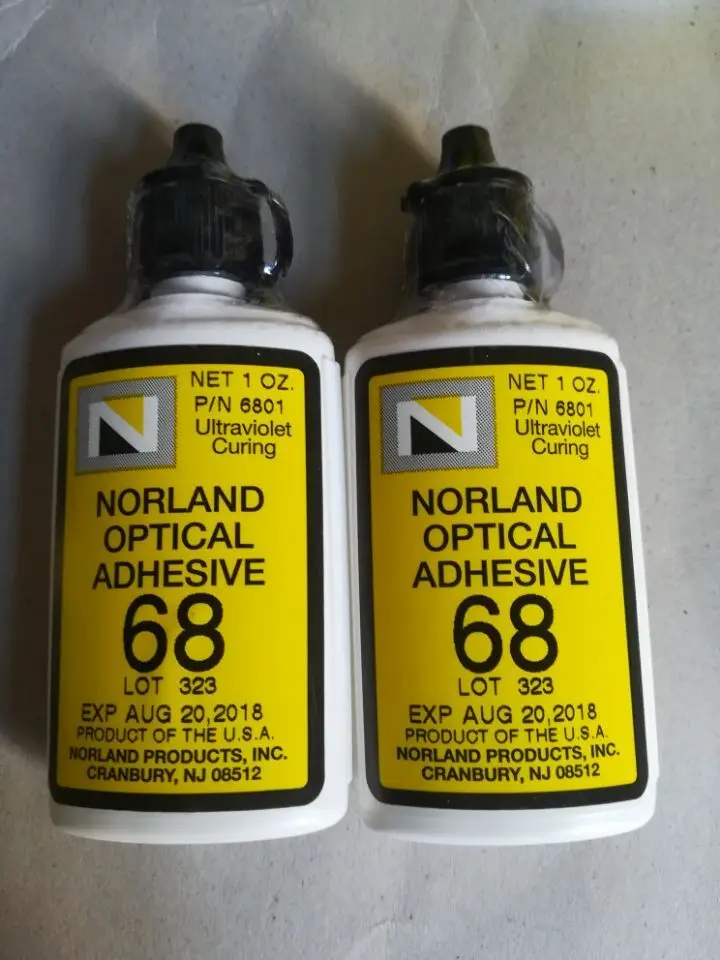 NET 1 OZ.
P/N 6801
Ultraviolet
Curing
N
NORLAND
OPTICAL
ADHESIVE
68
LOT 323
EXP AUG 20,2018
PRODUCT OF THE U.S.A.
NORLAND PRODUCTS, INC.
CRANBURY, NJ 08512
NET 1 OZ.
P/N 6801
Ultraviolet
Curing
N
NORLAND
OPTICAL
ADHESIVE
68
LOT 323
EXP AUG 20,2018
PRODUCT OF THE U.S.A.
NORLAND PRODUCTS, INC.
CRANBURY, NJ 08512